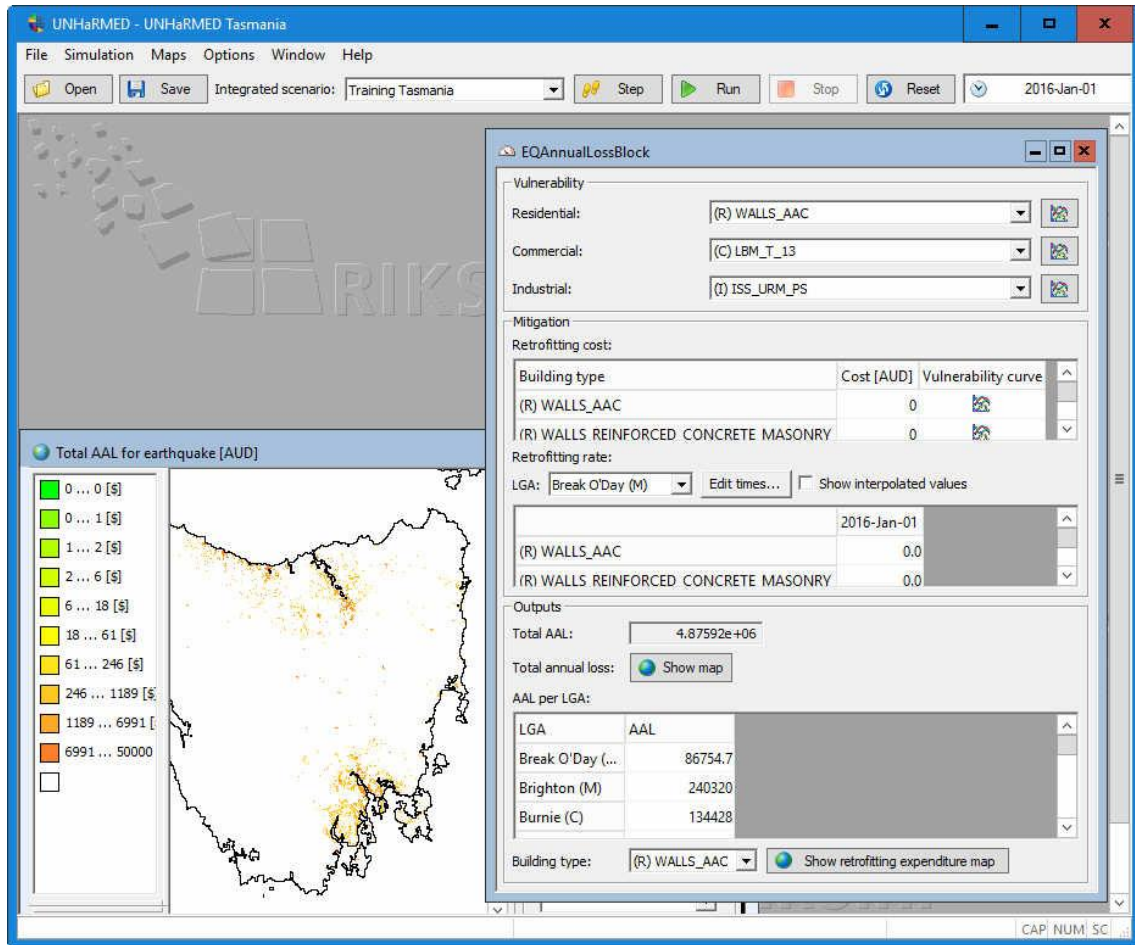 UNHaRMED - UNHaRMED Tasmania
File Simulation Maps Options Window Help
Open Save Integrated scenario: Training Tasmania Step Run Stop Reset 2016-Jan-01
RIKS
EQAnnualLossBlock
Vulnerability
Residential: (R) WALLS_AAC
Commercial: (C) LBM_T_13
Industrial: (I) ISS_URM_PS
Mitigation
Retrofitting cost:
Building type Cost [AUD] Vulnerability curve
(R) WALLS_AAC 0
(R) WALLS REINFORCED CONCRETE MASONRY 0
Retrofitting rate:
LGA: Break O'Day (M) Edit times... Show interpolated values
2016-Jan-01
(R) WALLS_AAC 0.0
(R) WALLS REINFORCED CONCRETE MASONRY 0.0
Outputs
Total AAL: 4.87592e+06
Total annual loss: Show map
AAL per LGA:
LGA AAL
Break O'Day (... 86754.7
Brighton (M) 240320
Burnie (C) 134428
Building type: (R) WALLS_AAC Show retrofitting expenditure map
Total AAL for earthquake [AUD]
0 ... 0 [$]
0 ... 1 [$]
1 ... 2 [$]
2 ... 6 [$]
6 ... 18 [$]
18 ... 61 [$]
61 ... 246 [$]
246 ... 1189 [$
1189 ... 6991 [
6991 ... 50000
CAP NUM SC